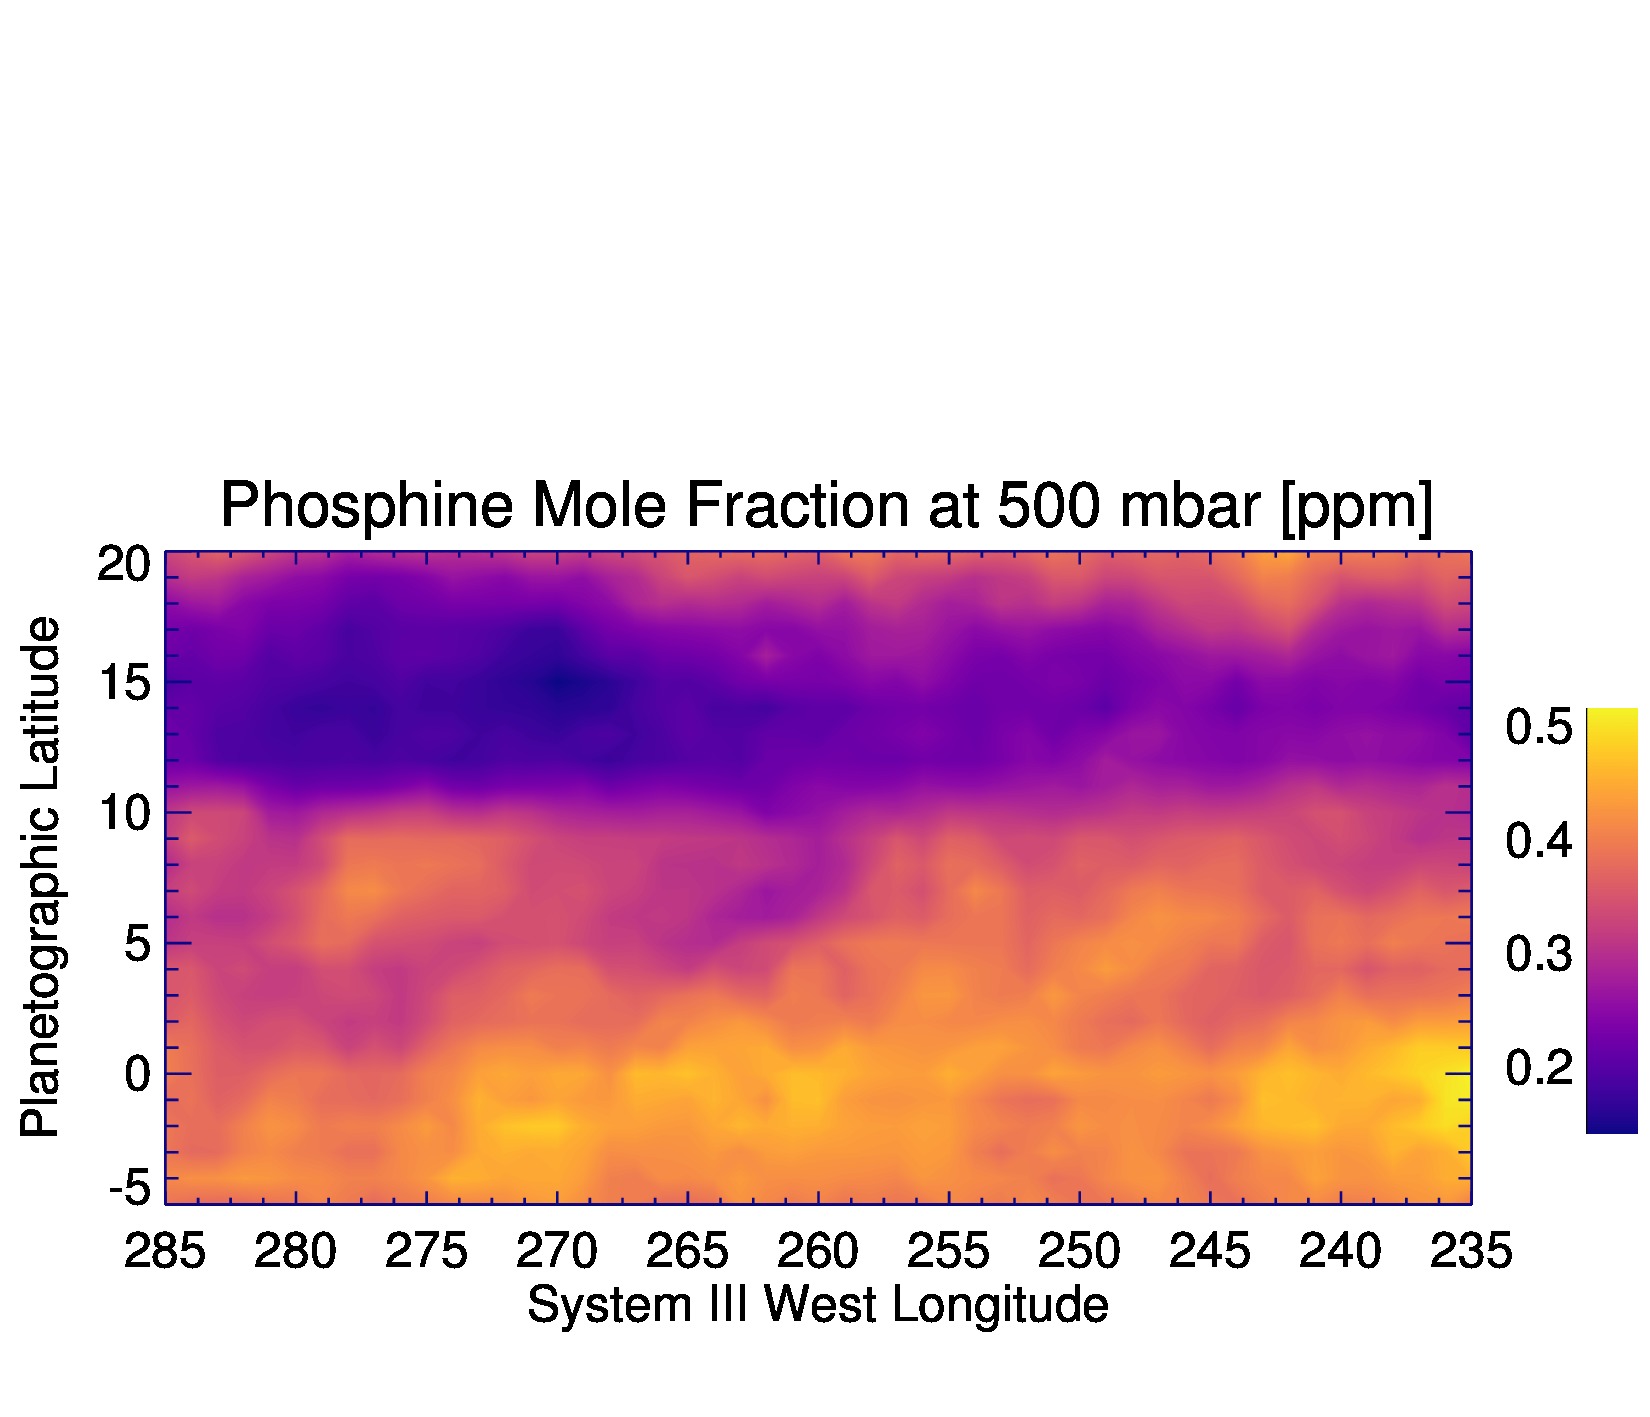 Phosphine Mole Fraction at 500 mbar [ppm]
20
15
10
5
0
-5
Planetographic Latitude
285 280 275 270 265 260 255 250 245 240 235
System III West Longitude
0.5
0.4
0.3
0.2